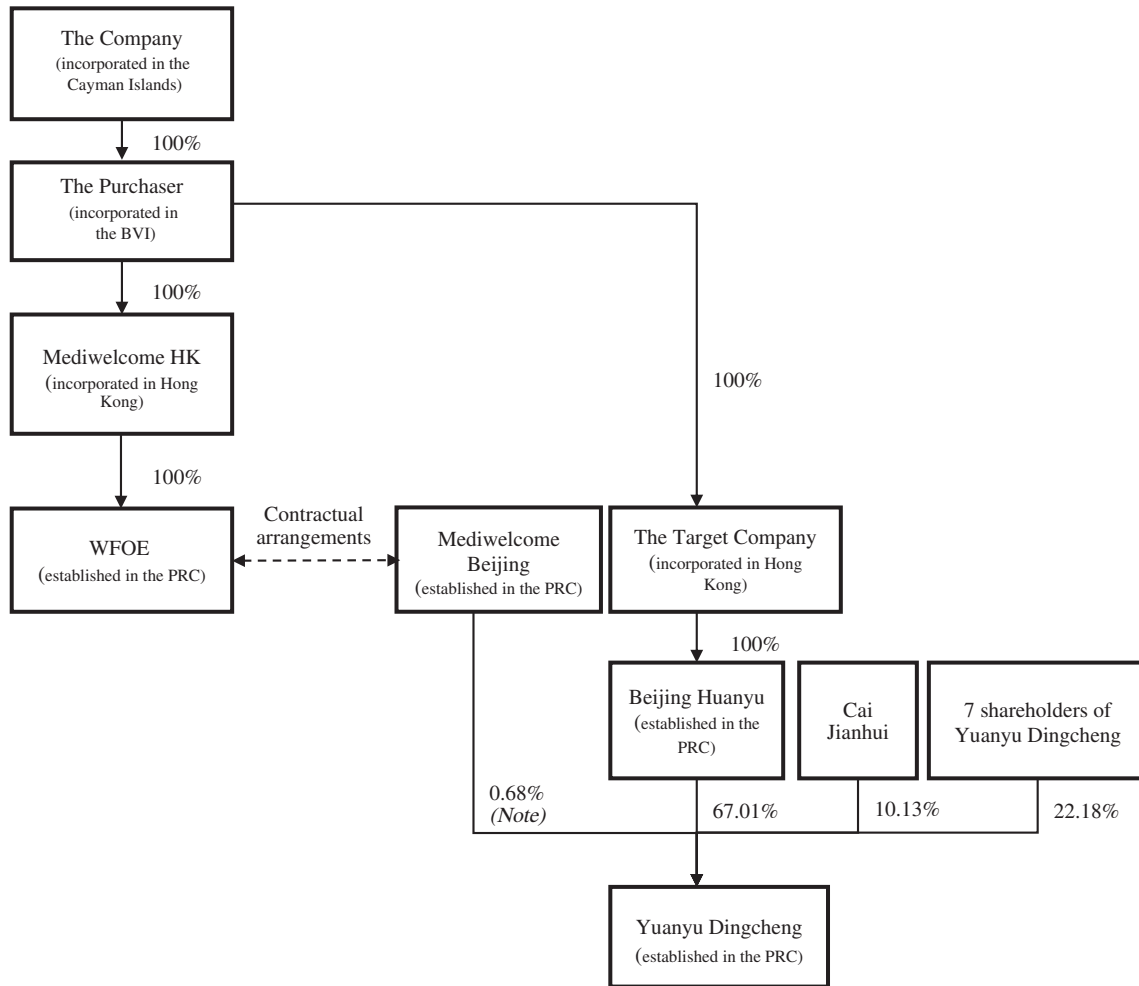 The Company
(incorporated in the
Cayman Islands)
100%
The Purchaser
(incorporated in
the BVI)
100%
Mediwelcome HK
(incorporated in Hong
Kong)
100%
100%
WFOE
(established in the PRC)
Contractual
arrangements
Mediwelcome
Beijing
(established in the PRC)
The Target Company
(incorporated in Hong
Kong)
100%
Beijing Huanyu
(established in the
PRC)
Cai
Jianhui
7 shareholders of
Yuanyu Dingcheng
0.68%
(Note)
67.01%
10.13%
22.18%
Yuanyu Dingcheng
(established in the PRC)